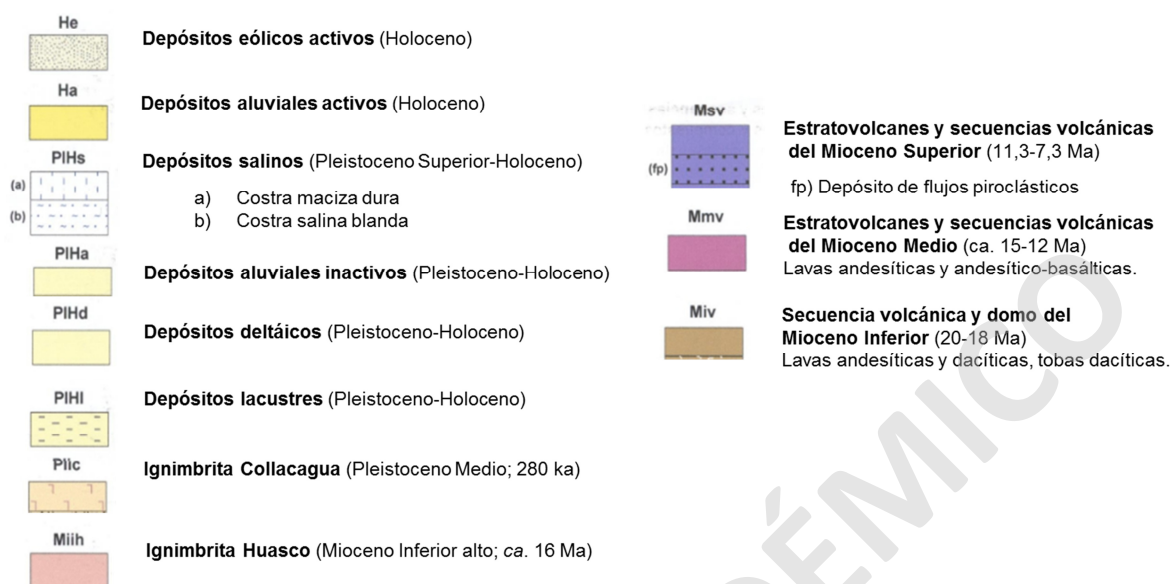 He
Depósitos eólicos activos (Holoceno)
Ha
Depósitos aluviales activos (Holoceno)
PlHs
(a)
(b)
Depósitos salinos (Pleistoceno Superior-Holoceno)
a) Costra maciza dura
b) Costra salina blanda
PlHa
Depósitos aluviales inactivos (Pleistoceno-Holoceno)
PlHd
Depósitos deltáicos (Pleistoceno-Holoceno)
PlHl
Depósitos lacustres (Pleistoceno-Holoceno)
Pllc
Ignimbrita Collacagua (Pleistoceno Medio; 280 ka)
Miih
Ignimbrita Huasco (Mioceno Inferior alto; ca. 16 Ma)
Msv
(fp)
Estratovolcanes y secuencias volcánicas
del Mioceno Superior (11,3-7,3 Ma)
fp) Depósito de flujos piroclásticos
Mmv
Estratovolcanes y secuencias volcánicas
del Mioceno Medio (ca. 15-12 Ma)
Lavas andesíticas y andesítico-basálticas.
Miv
Secuencia volcánica y domo del
Mioceno Inferior (20-18 Ma)
Lavas andesíticas y dacíticas, tobas dacíticas.
DÉMICO